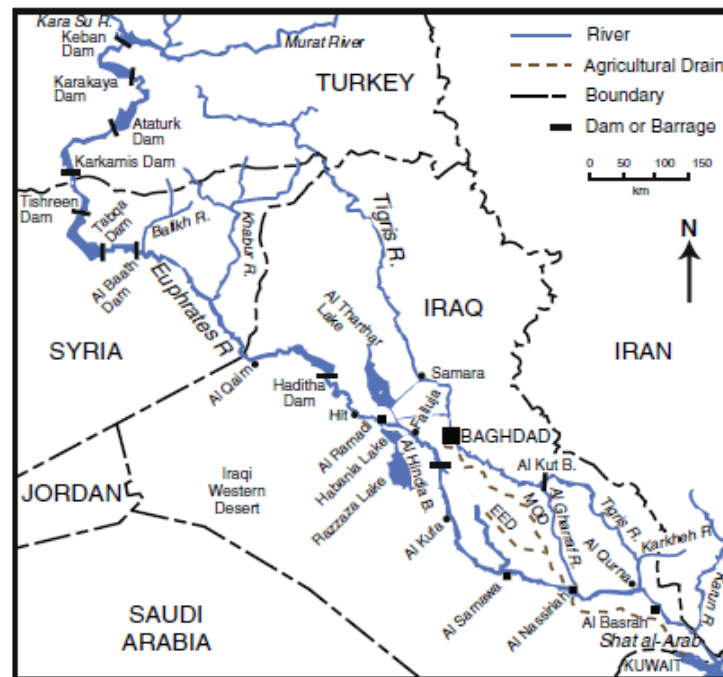 Kara Su R.
Keban
Dam
Murat River
River
Agricultural Drain
Boundary
Dam or Barrage
0 50 100 150
km
Karakaya
Dam
TURKEY
Ataturk
Dam
Karkamis Dam
Tishreen
Dam
Tabqa
Dam
Balikh R.
Khabur R.
Al Baath
Dam
Euphrates R
Tigris R.
N
IRAQ
IRAN
SYRIA
Al Tharthar
Lake
Samara
Al Qaim
Haditha
Dam
Hit
Al Ramadi
Falluja
BAGHDAD
Habania Lake
Razzaza Lake
Al Hindia B.
Al Kut B.
JORDAN
Iraqi
Western
Desert
MOD
EED
Al Gharraf R.
Tigris R.
Karkheh R.
Karun R.
Al Kufa
Al Qurna
Al Samawa
Al Nassiriah
Al Basrah
Shat al-Arab
SAUDI
ARABIA
KUWAIT